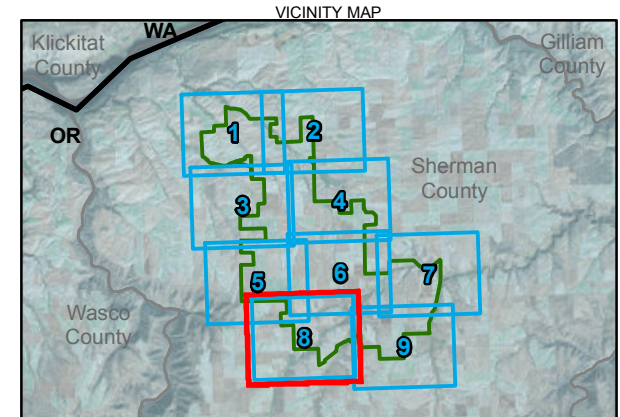 VICINITY MAP
WA
Klickitat
County
Gilliam
County
OR
1
2
Sherman
County
3
4
5
6
7
Wasco
County
8
9